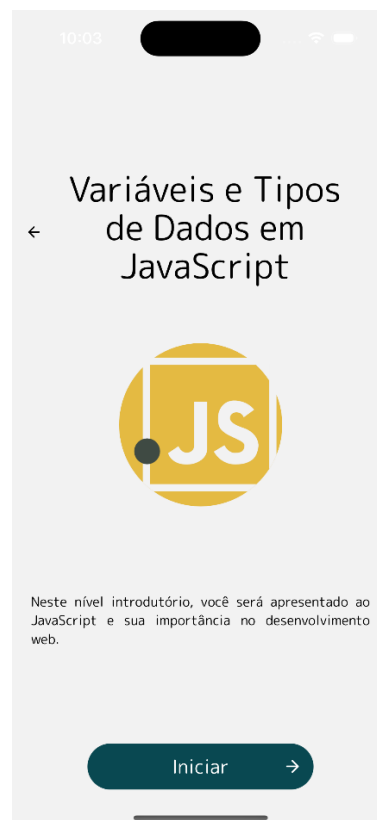 10:03
Variáveis e Tipos
de Dados em
JavaScript
JS
Neste nível introdutório, você será apresentado ao
JavaScript e sua importância no desenvolvimento
web.
Iniciar